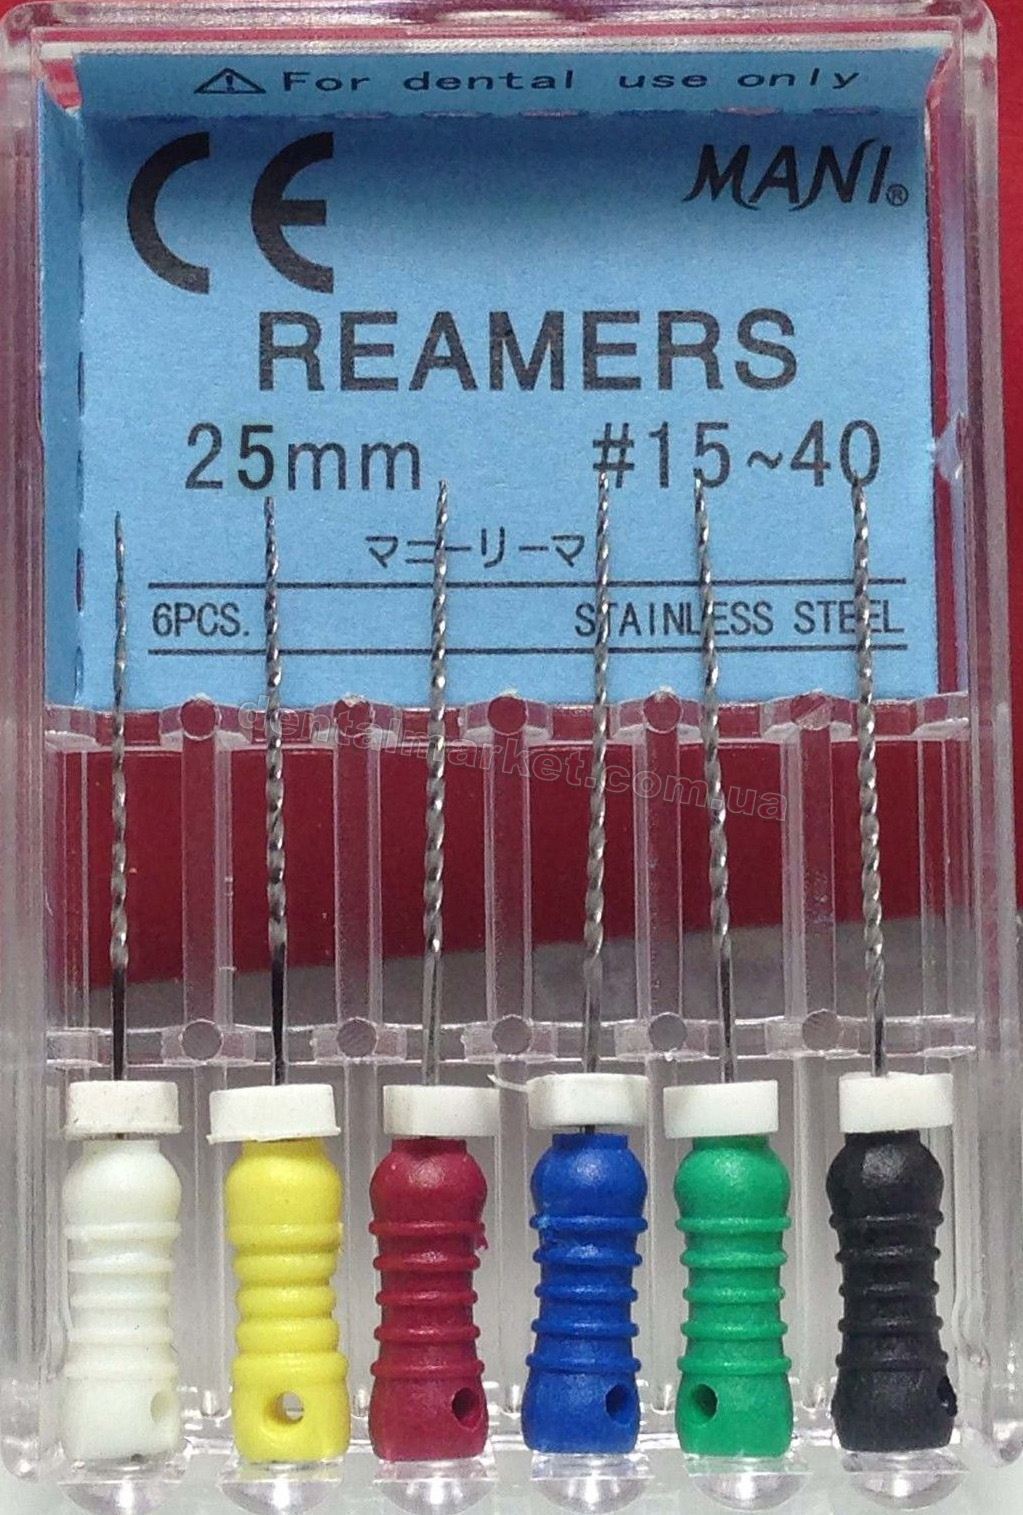 ⚠ For dental use only
CE MANI®
REAMERS
25mm #15~40
マニーリーマ
6PCS. STAINLESS STEEL
dentalmarket.com.ua